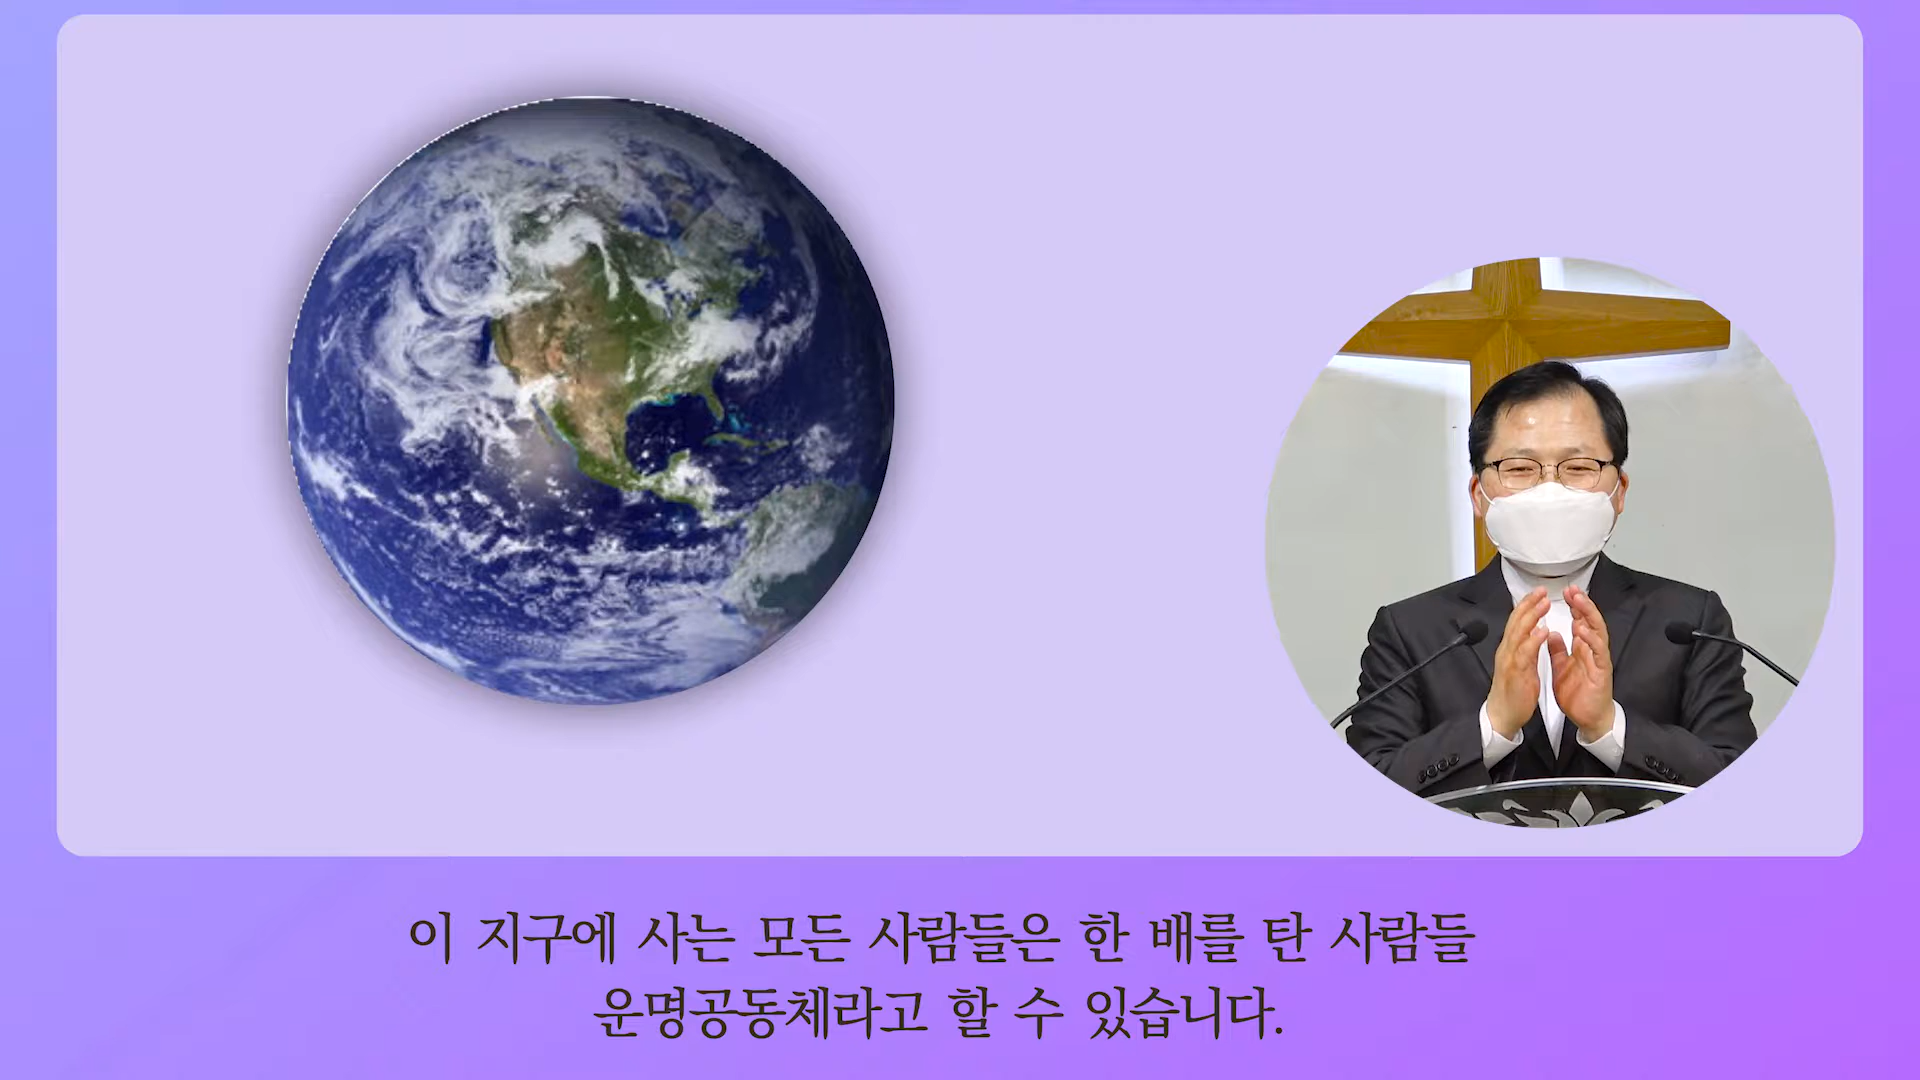 이 지구에 사는 모든 사람들은 한 배를 탄 사람들
운명공동체라고 할 수 있습니다.